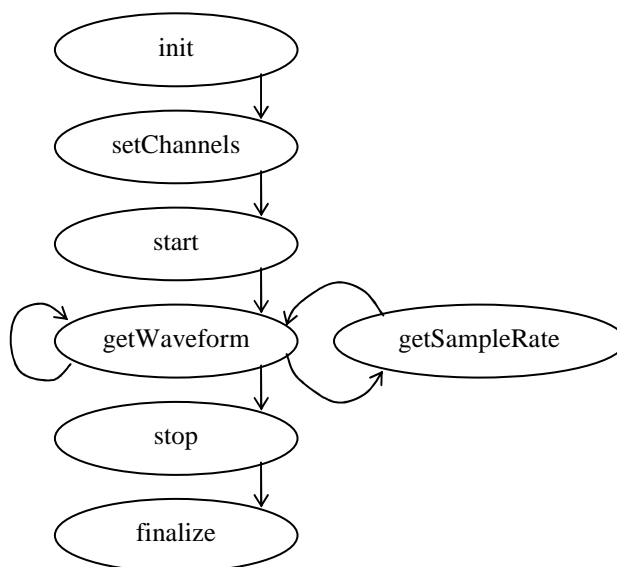 init
setChannels
start
getWaveform
getSampleRate
stop
finalize